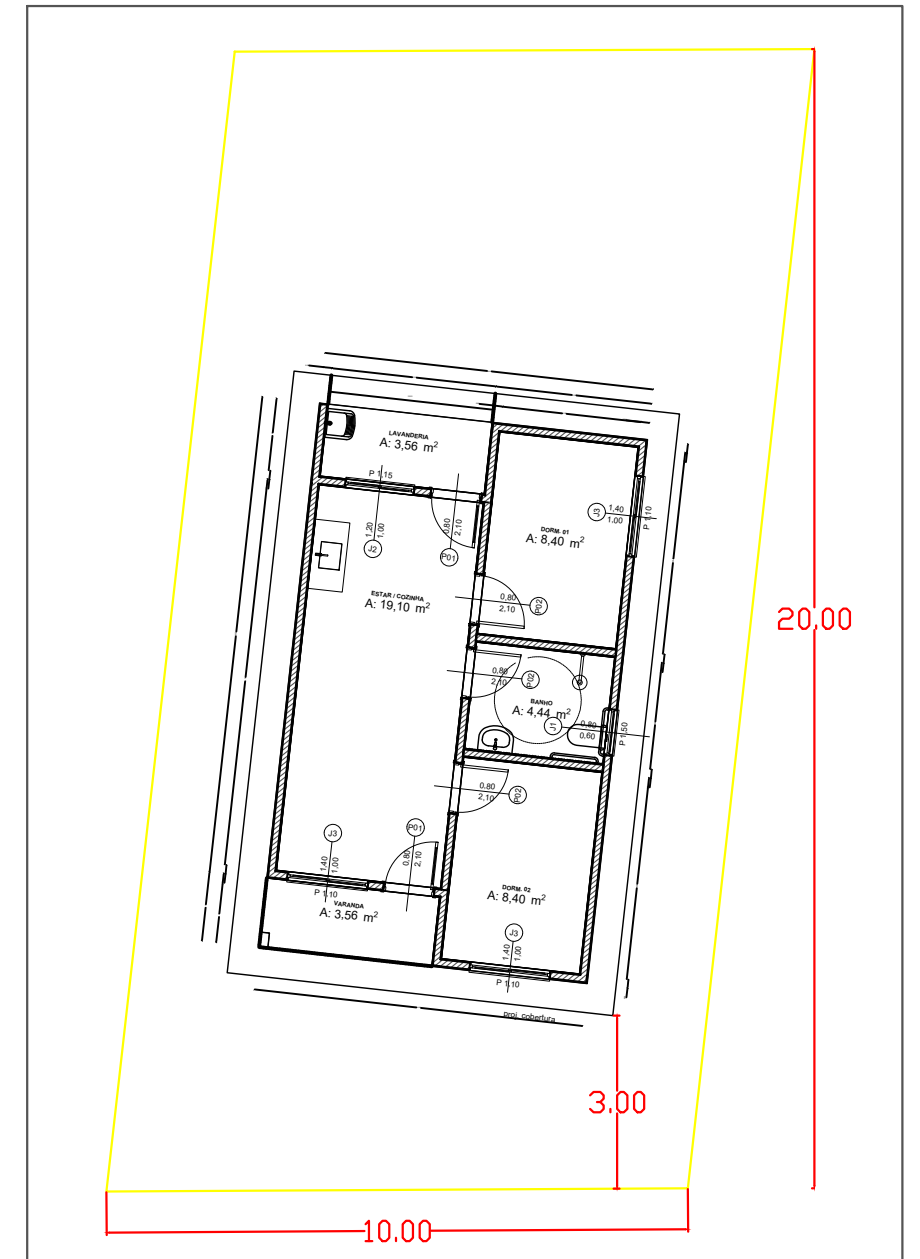 LAVANDERIA
A: 3,56 m²
P 1,15
1,20
1,00
J2
0,80
2,10
P01
J3
1,40
1,00
P 1,10
DORM. 01
A: 8,40 m²
ESTAR / COZINHA
A: 19,10 m²
0,80
2,10
P02
20,00
0,80
2,10
P02
BANHO
A: 4,44 m²
J1
0,80
0,60
P 1,50
0,80
2,10
P02
J3
1,40
1,00
P 1,10
P01
0,80
2,10
VARANDA
A: 3,56 m²
DORM. 02
A: 8,40 m²
J3
1,40
1,00
P 1,10
proj. cobertura
3.00
10.00